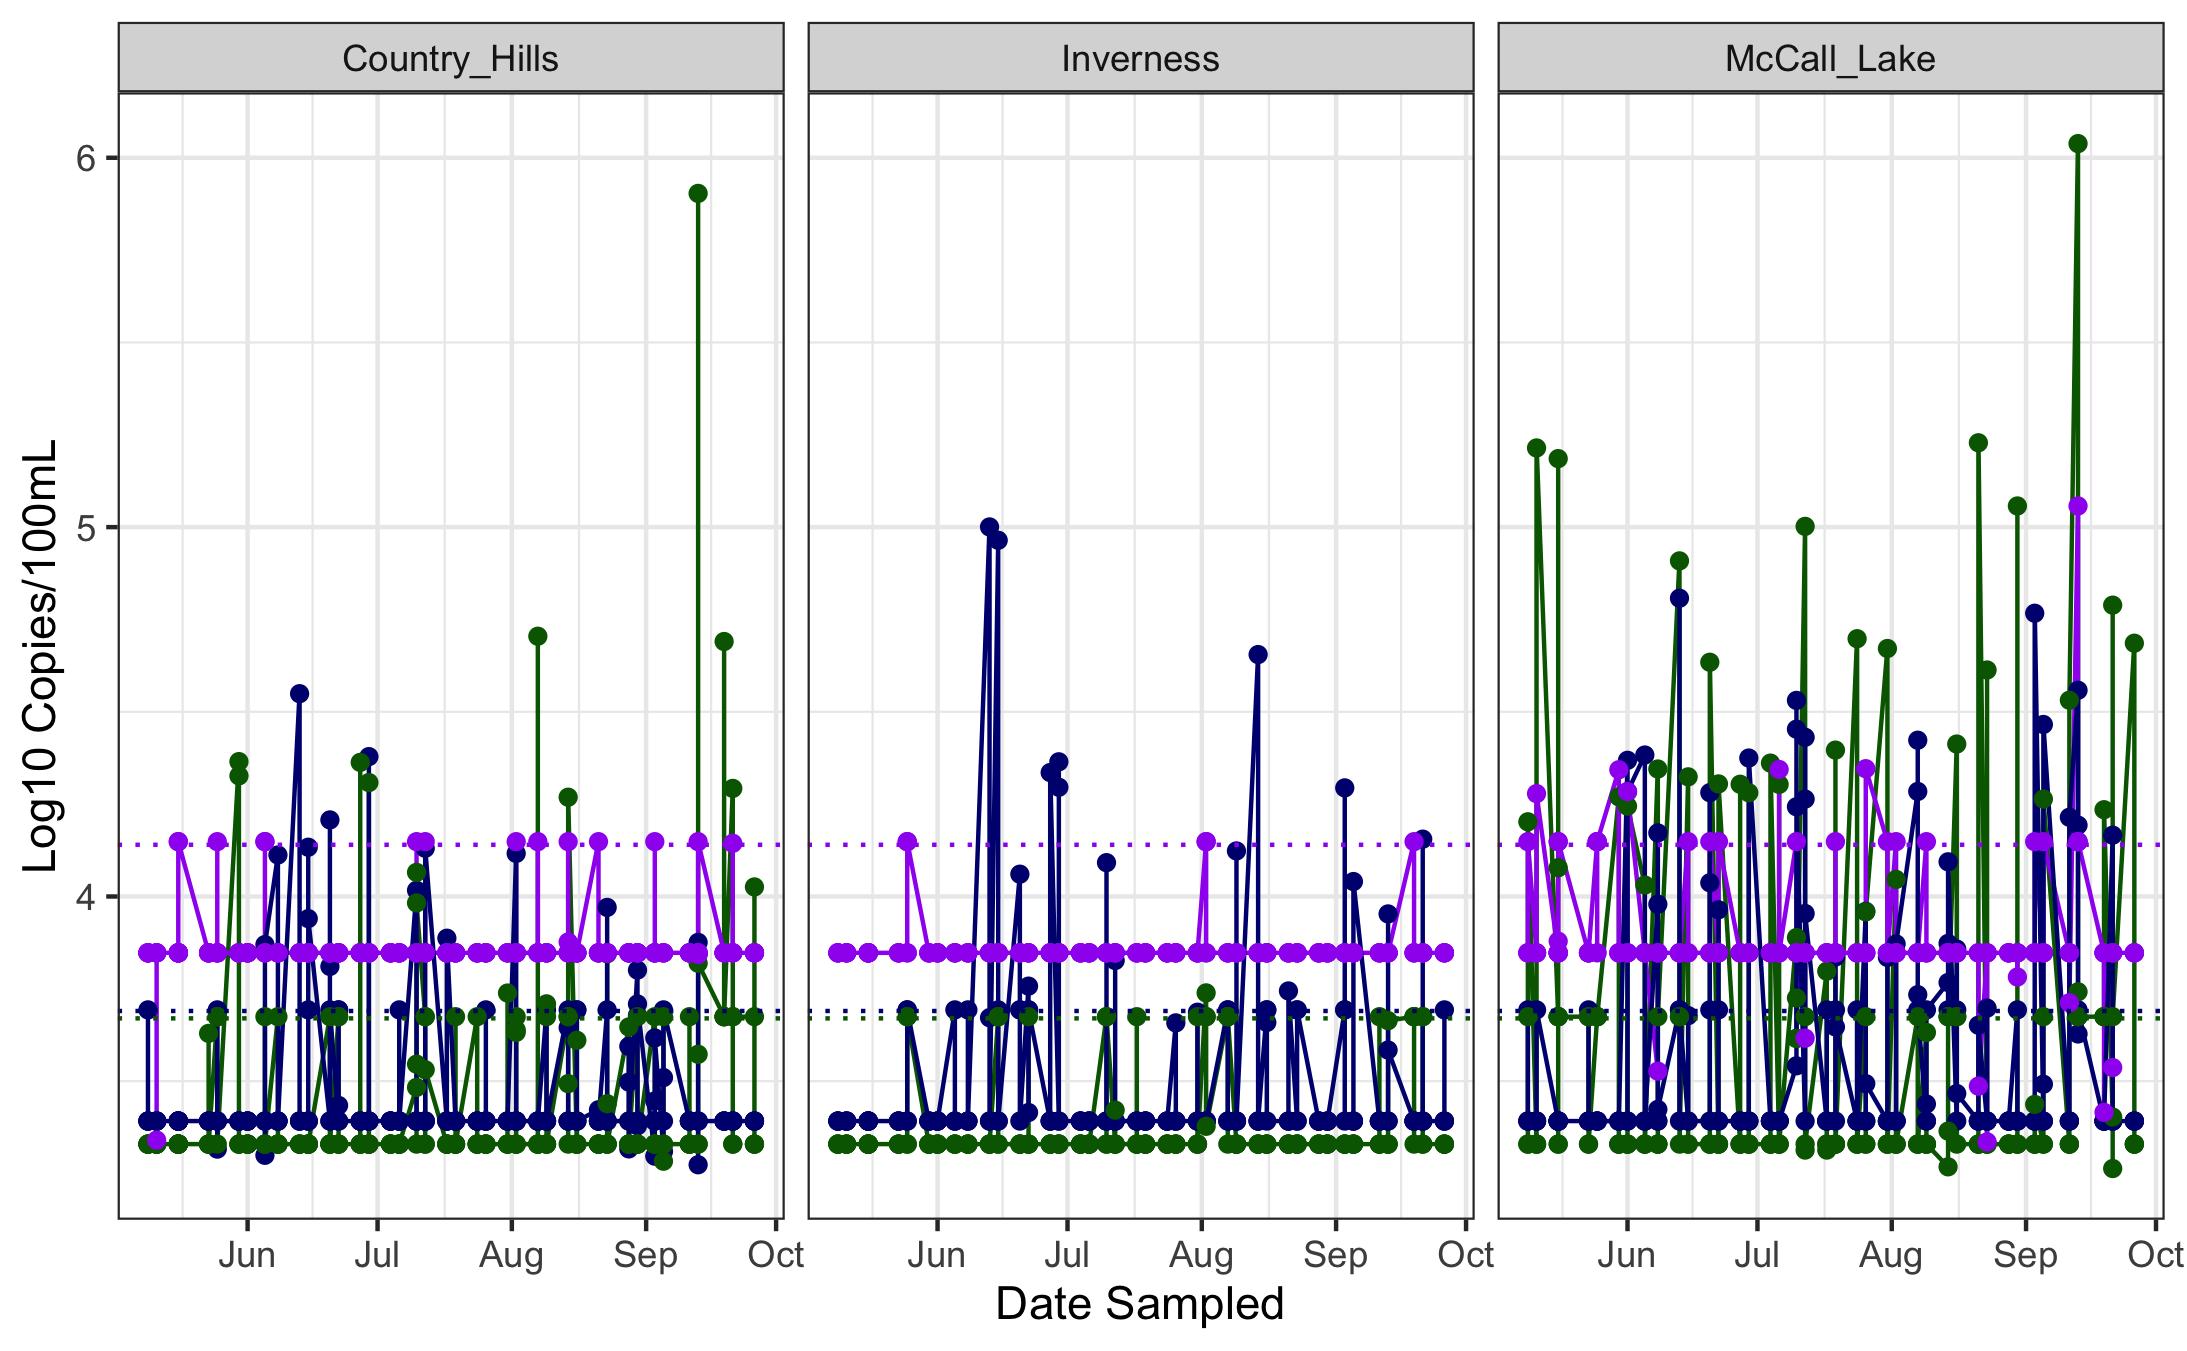 Country_Hills Inverness McCall_Lake
6
5
4
Log10 Copies/100mL
Jun Jul Aug Sep Oct Jun Jul Aug Sep Oct Jun Jul Aug Sep Oct
Date Sampled